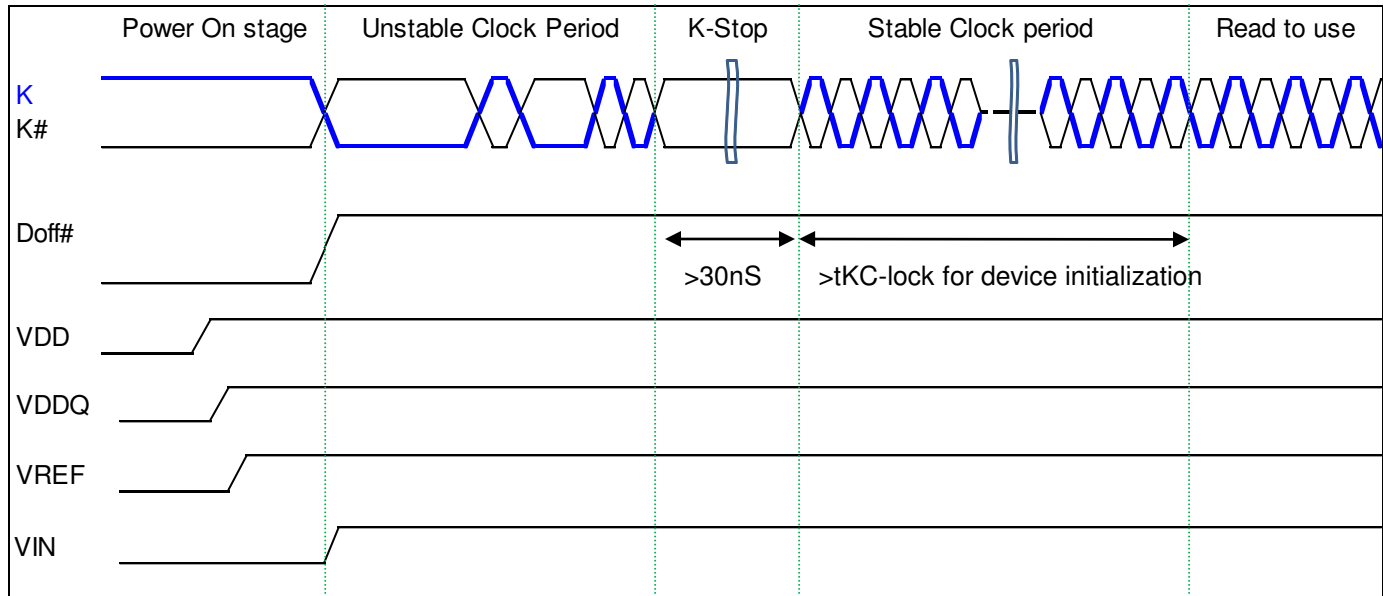 Power On stage Unstable Clock Period K-Stop Stable Clock period Read to use
K
K#
Doff#
>30nS >tKC-lock for device initialization
VDD
VDDQ
VREF
VIN